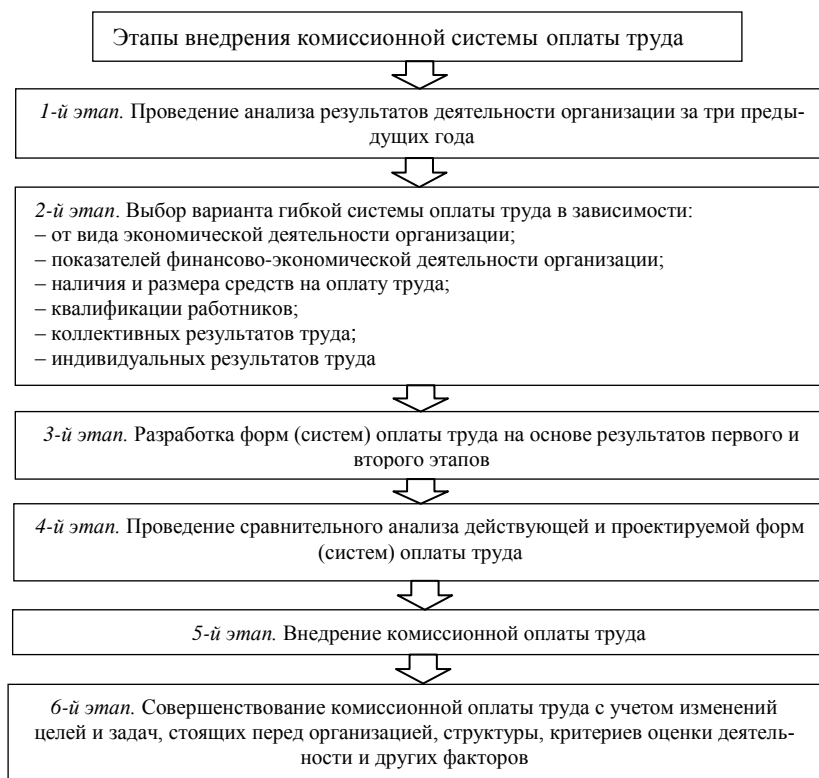 Этапы внедрения комиссионной системы оплаты труда
1-й этап. Проведение анализа результатов деятельности организации за три преды-
дущих года
2-й этап. Выбор варианта гибкой системы оплаты труда в зависимости:
– от вида экономической деятельности организации;
– показателей финансово-экономической деятельности организации;
– наличия и размера средств на оплату труда;
– квалификации работников;
– коллективных результатов труда;
– индивидуальных результатов труда
3-й этап. Разработка форм (систем) оплаты труда на основе результатов первого и
второго этапов
4-й этап. Проведение сравнительного анализа действующей и проектируемой форм
(систем) оплаты труда
5-й этап. Внедрение комиссионной оплаты труда
6-й этап. Совершенствование комиссионной оплаты труда с учетом изменений
целей и задач, стоящих перед организацией, структуры, критериев оценки деятель-
ности и других факторов